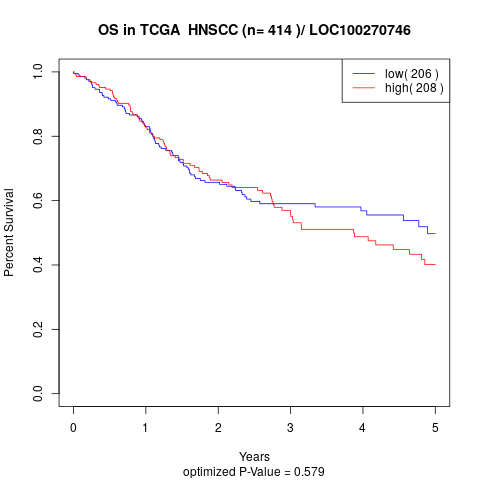 OS in TCGA  HNSCC (n= 414 )/ LOC100270746
low( 206 )
high( 208 )
Percent Survival
1.0
0.8
0.6
0.4
0.2
0.0
0 1 2 3 4 5
Years
optimized P-Value = 0.579